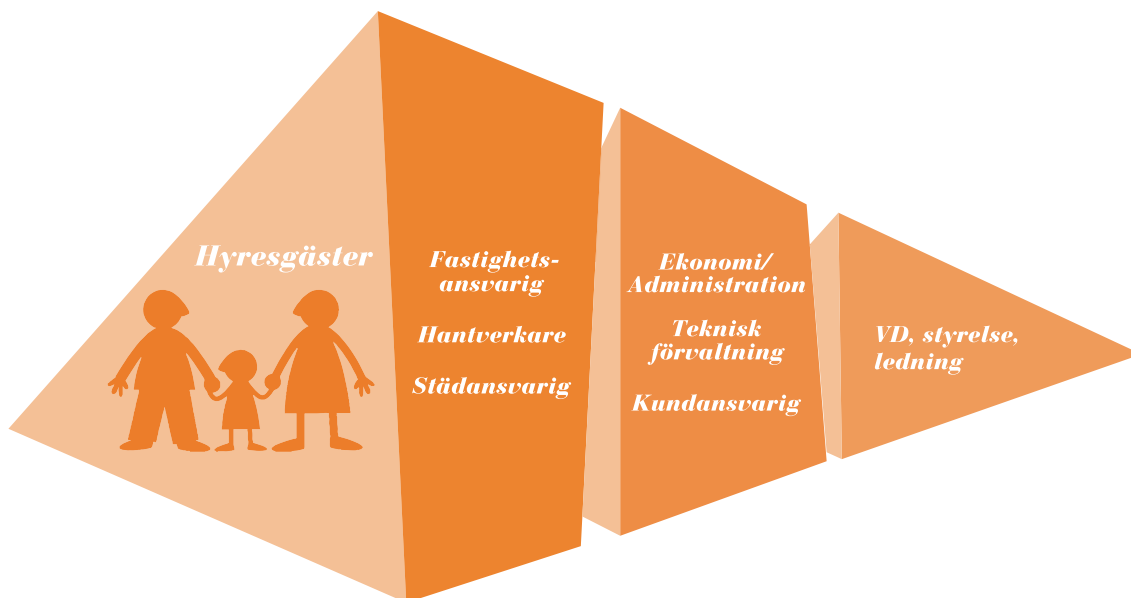 Hyresgäster
Fastighets-
ansvarig
Hantverkare
Städansvarig
Ekonomi/
Administration
Teknisk
förvaltning
Kundansvarig
VD, styrelse,
ledning